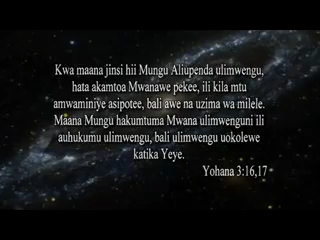 Kwa maana jinsi hii Mungu Aliupenda ulimwengu,
hata akamtoa Mwanawe pekee, ili kila mtu
amwaminiye asipotee, bali awe na uzima wa milele.
Maana Mungu hakumtuma Mwana ulimwenguni ili
auhukumu ulimwengu, bali ulimwengu uokolewe
katika Yeye.
Yohana 3:16,17